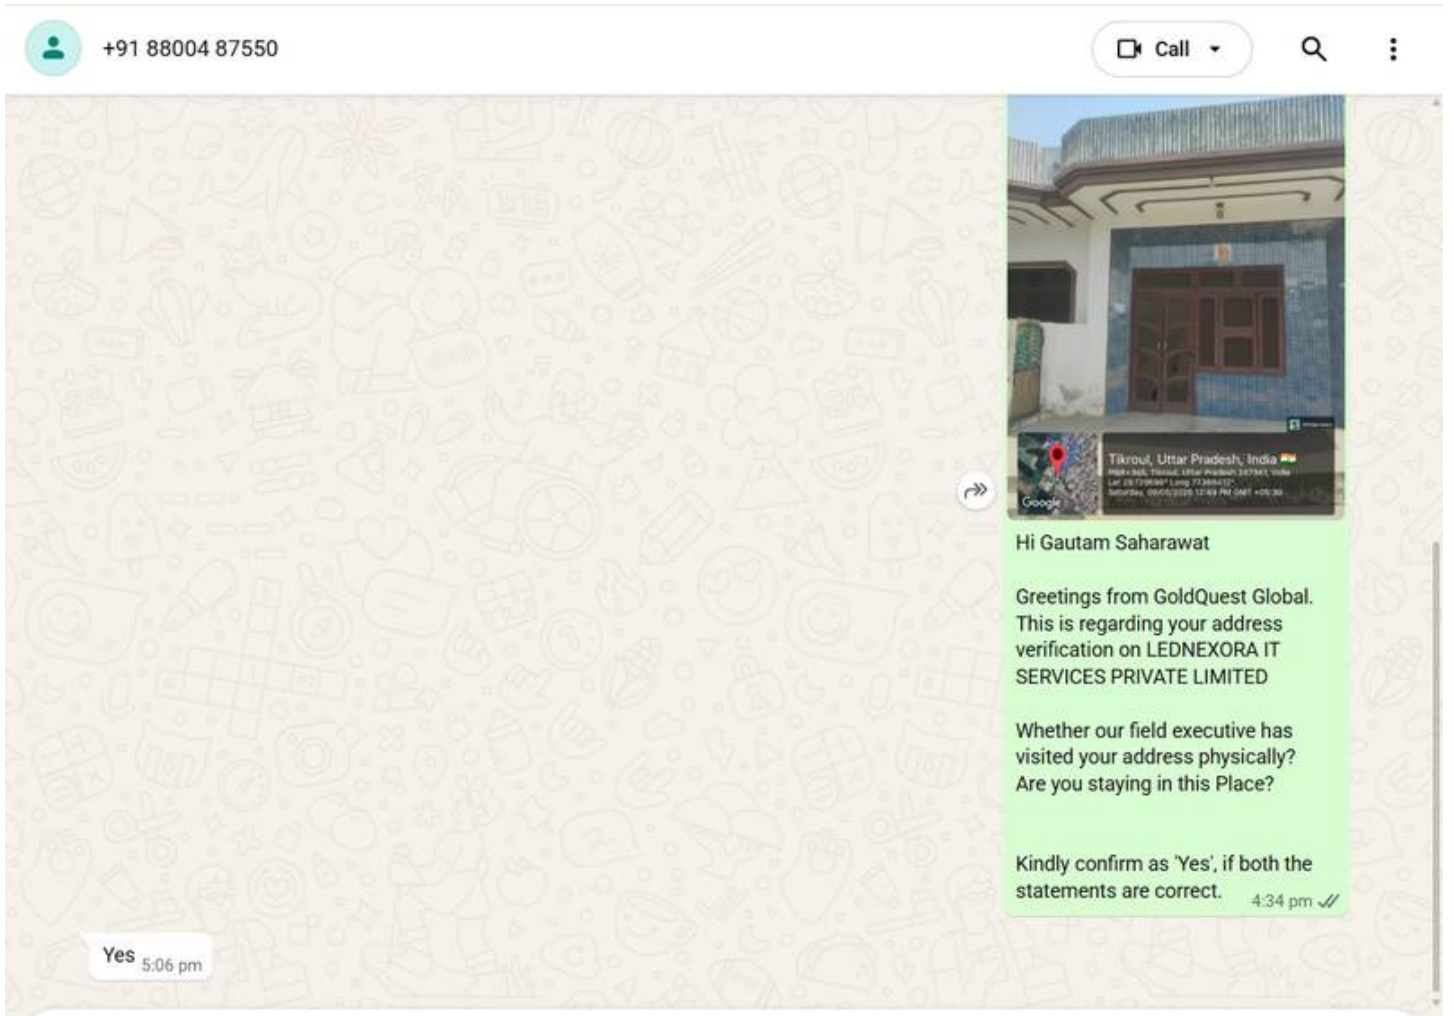 +91 88004 87550
Call
Tikroul, Uttar Pradesh, India
Google
Hi Gautam Saharawat
Greetings from GoldQuest Global.
This is regarding your address
verification on LEDNEXORA IT
SERVICES PRIVATE LIMITED
Whether our field executive has
visited your address physically?
Are you staying in this Place?
Kindly confirm as 'Yes', if both the
statements are correct.
4:34 pm
Yes
5:06 pm